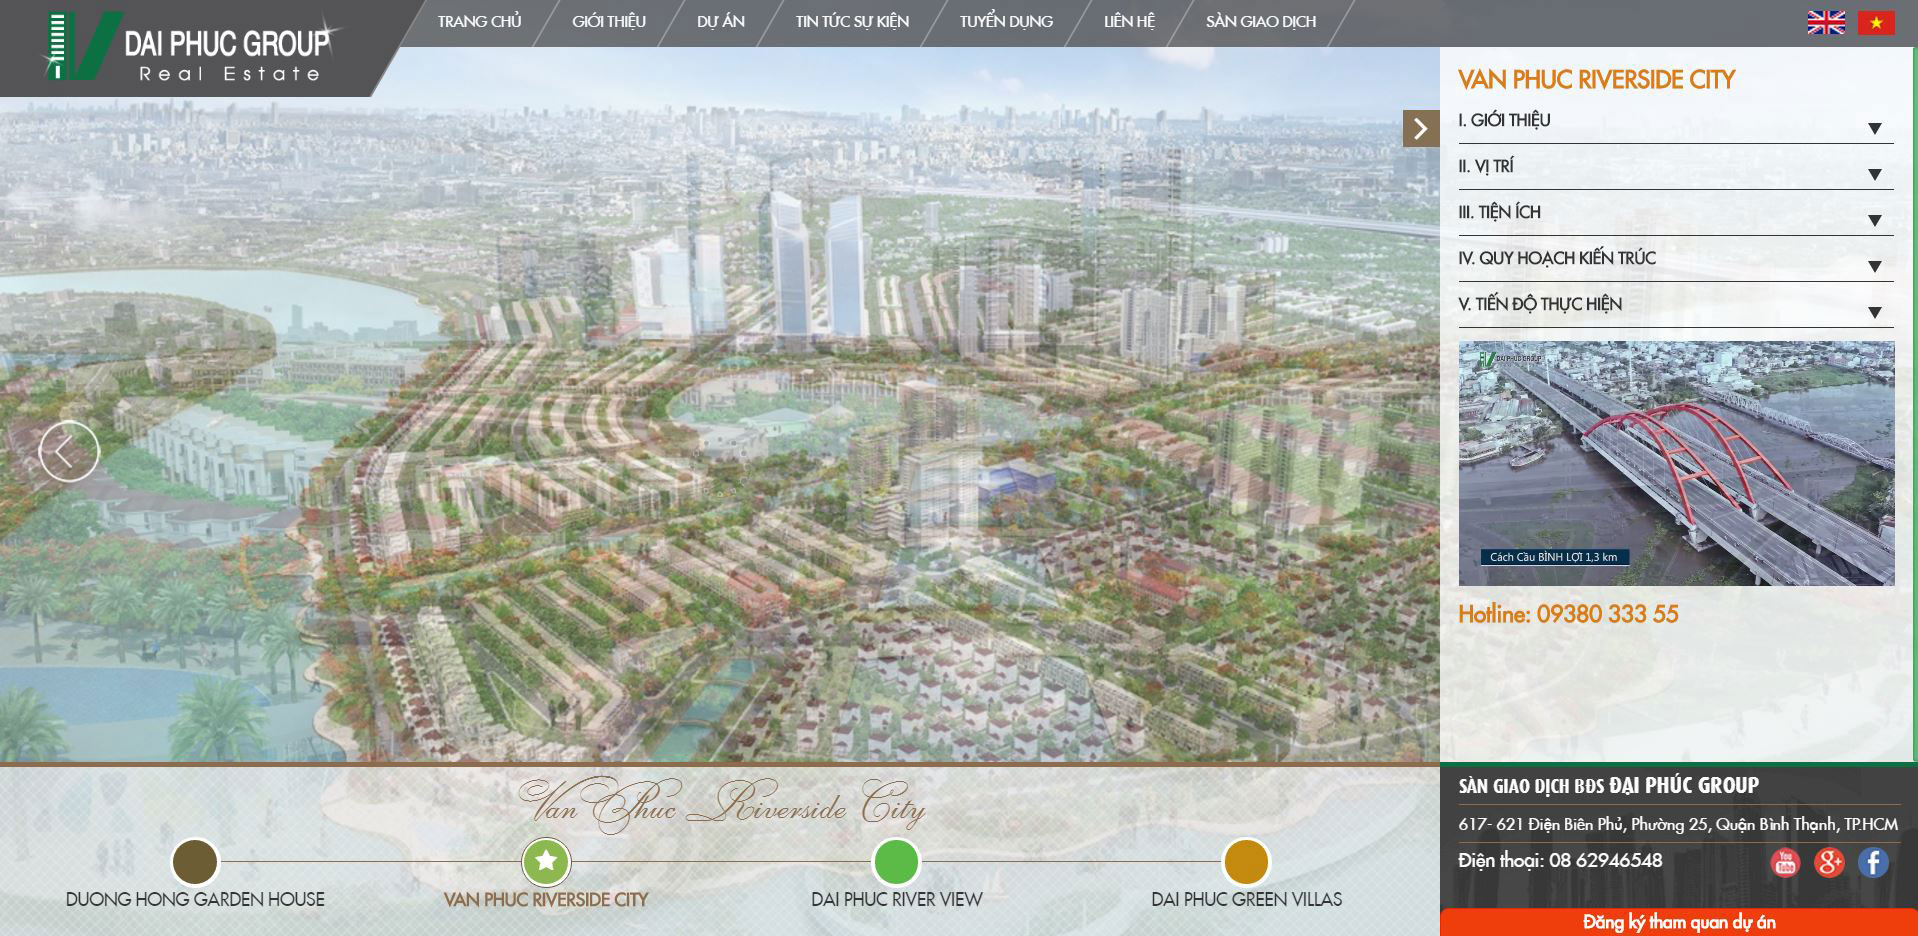 DAI PHUC GROUP
Real Estate
TRANG CHỦ
GIỚI THIỆU
DỰ ÁN
TIN TỨC SỰ KIỆN
TUYỂN DỤNG
LIÊN HỆ
SÀN GIAO DỊCH
VAN PHUC RIVERSIDE CITY
I. GIỚI THIỆU
II. VỊ TRÍ
III. TIỆN ÍCH
IV. QUY HOẠCH KIẾN TRÚC
V. TIẾN ĐỘ THỰC HIỆN
DAI PHUC GROUP
Cách Cầu BÌNH LỢI 1,3 km
Hotline: 09380 333 55
Van Phuc Riverside City
DUONG HONG GARDEN HOUSE
VAN PHUC RIVERSIDE CITY
DAI PHUC RIVER VIEW
DAI PHUC GREEN VILLAS
SÀN GIAO DỊCH BĐS ĐẠI PHÚC GROUP
617- 621 Điện Biên Phủ, Phường 25, Quận Bình Thạnh, TP.HCM
Điện thoại: 08 62946548
You
Tube
g+
f
Đăng ký tham quan dự án